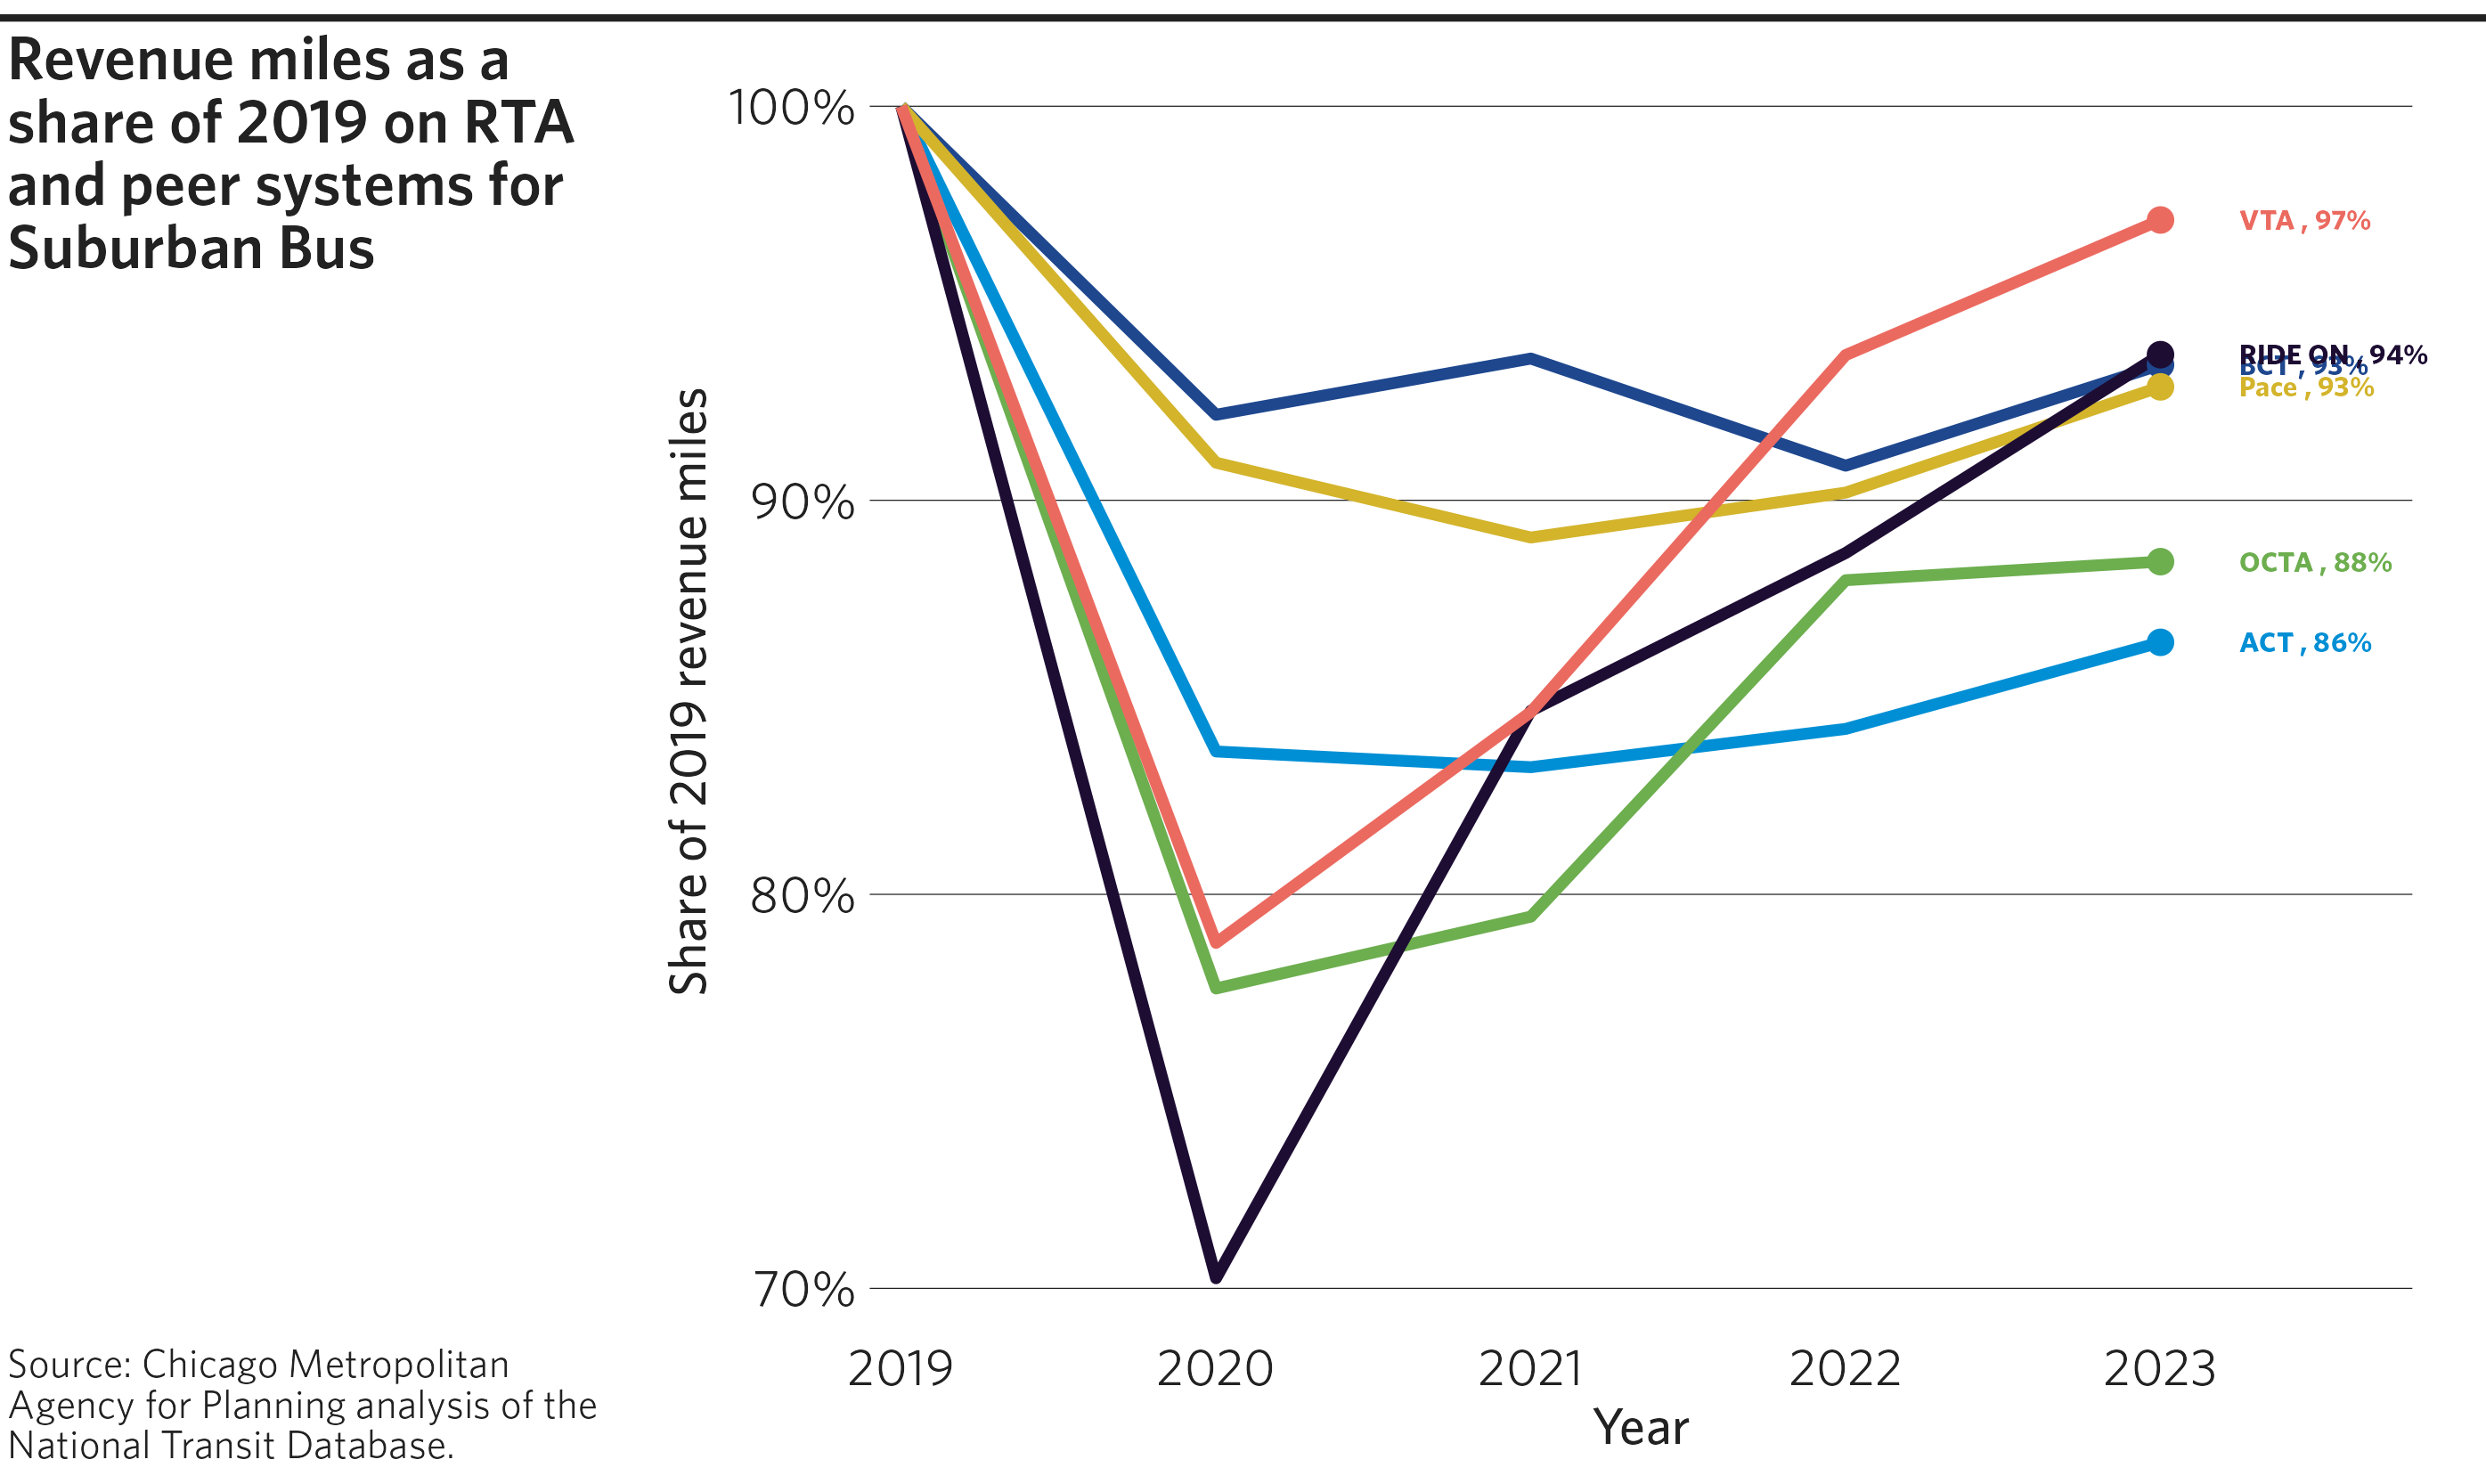 Revenue miles as a
share of 2019 on RTA
and peer systems for
Suburban Bus
Share of 2019 revenue miles
100%
90%
80%
70%
VTA , 97%
RIDE ON , 94%
BCT , 93%
Pace , 93%
OCTA , 88%
ACT , 86%
2019
2020
2021
2022
2023
Year
Source: Chicago Metropolitan
Agency for Planning analysis of the
National Transit Database.